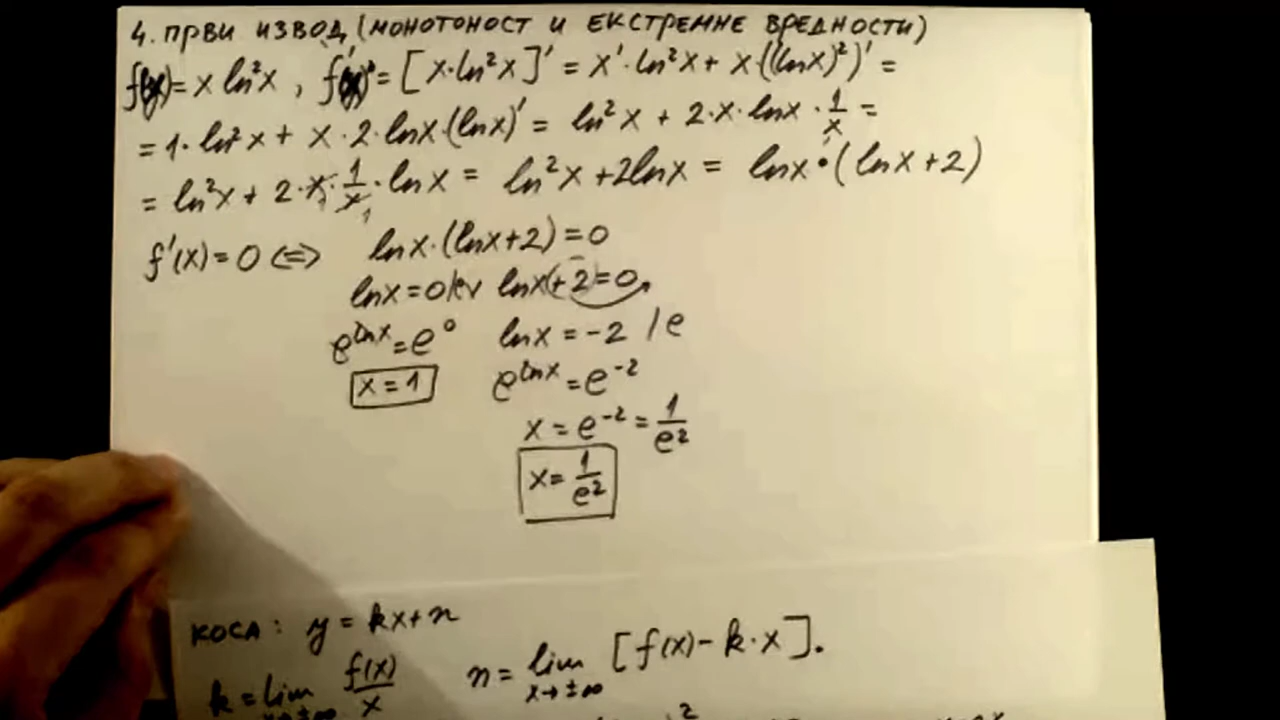 4. ПРВИ ИЗВОД (МОНОТОНОСТ И ЕКСТРЕМНЕ ВРЕДНОСТИ)
f(x) = x ln²x , f'(x) = [x·ln²x]' = x'·ln²x + x·((lnx)²)' =
= 1·ln²x + x·2·lnx·(lnx)' = ln²x + 2·x·lnx·1/x =
= ln²x + 2·x·1/x·lnx = ln²x + 2lnx = lnx·(lnx+2)
f'(x) = 0 <=> lnx·(lnx+2) = 0
lnx = 0 /e v lnx + 2 = 0
e^lnx = e⁰ lnx = -2 /e
x = 1 e^lnx = e⁻²
x = e⁻² = 1/e²
x = 1/e²
КОСА: y = kx+n
k = lim x→±∞ f(x)/x n = lim x→±∞ [f(x) - k·x].